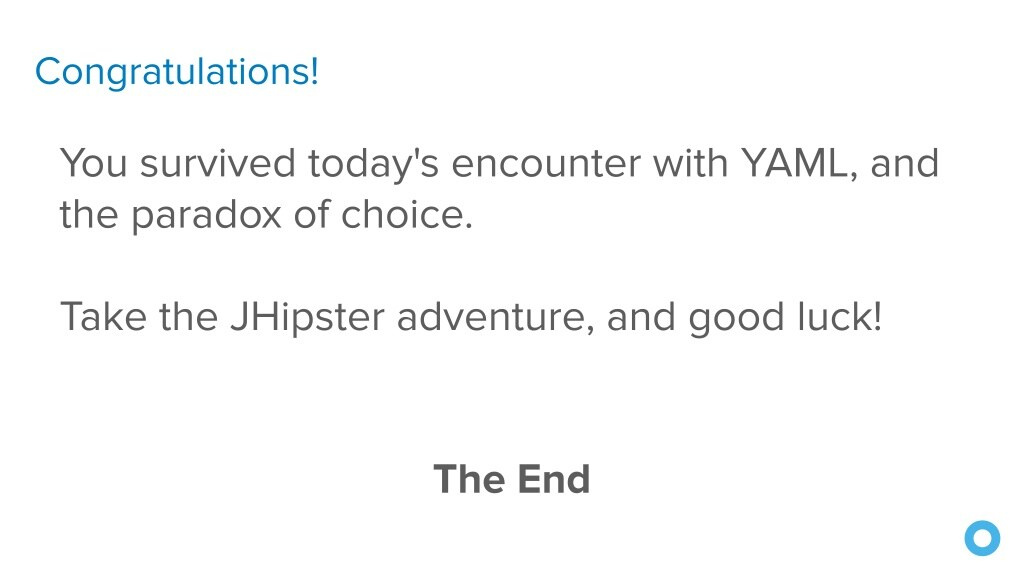 Congratulations!
You survived today's encounter with YAML, and
the paradox of choice.
Take the JHipster adventure, and good luck!
The End